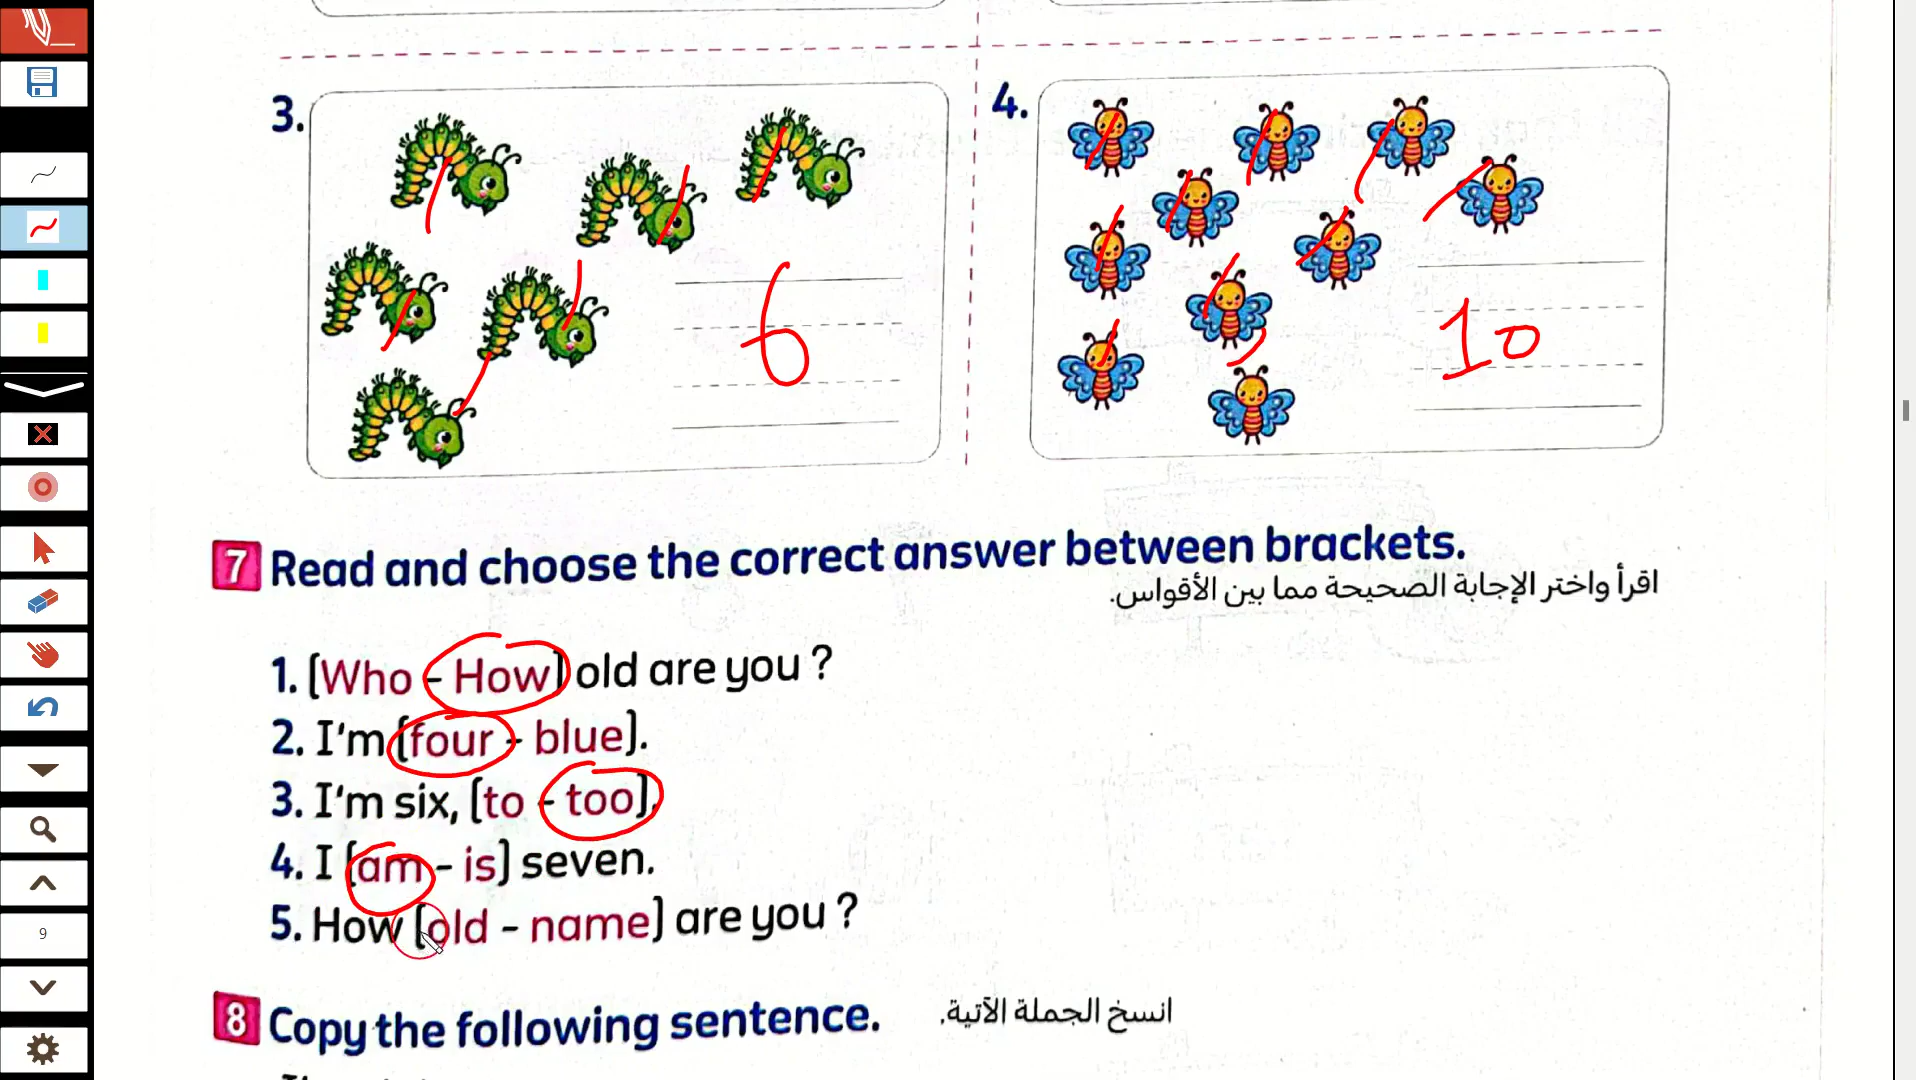 3.
4.
6
10
7 Read and choose the correct answer between brackets.
اقرأ واختر الإجابة الصحيحة مما بين الأقواس.
1. [Who - How] old are you ?
2. I'm [four - blue].
3. I'm six, [to - too].
4. I [am - is] seven.
5. How [old - name] are you ?
8 Copy the following sentence.
انسخ الجملة الآتية.
9